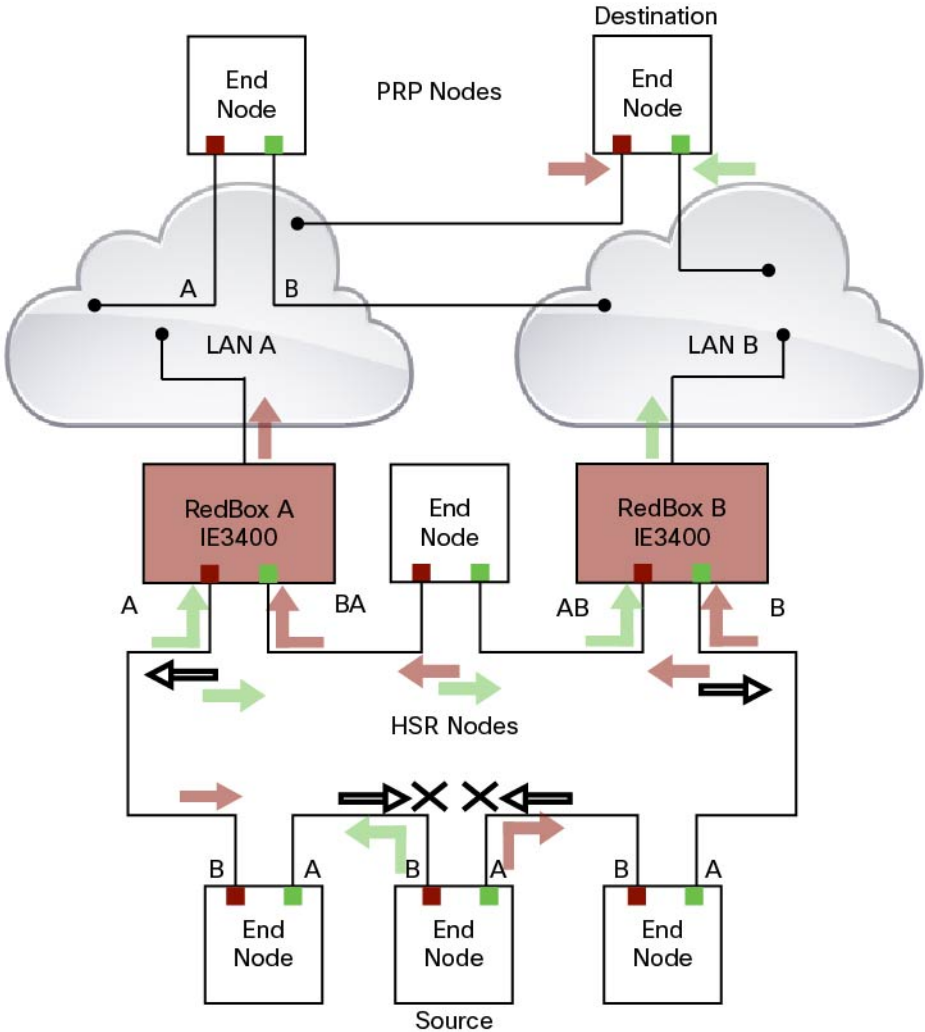 Destination
End
Node
PRP Nodes
End
Node
A
B
LAN A
LAN B
RedBox A
IE3400
End
Node
RedBox B
IE3400
A
BA
AB
B
HSR Nodes
B
A
B
A
B
A
End
Node
End
Node
End
Node
Source